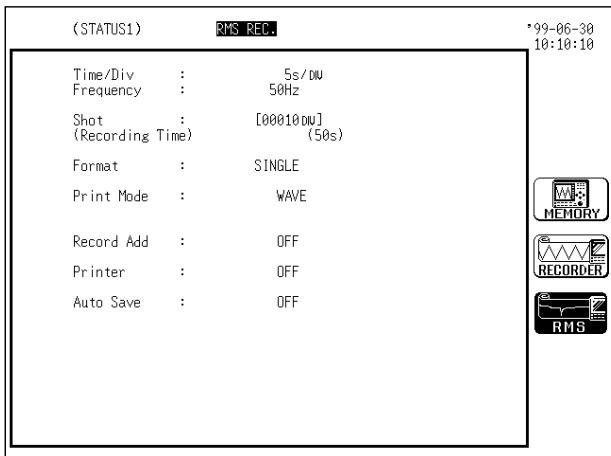 (STATUS1) RMS REC. '99-06-30
10:10:10
Time/Div : 5s/DIV
Frequency : 50Hz
Shot : [00010DIV]
(Recording Time) (50s)
Format : SINGLE
Print Mode : WAVE
Record Add : OFF
Printer : OFF
Auto Save : OFF
MEMORY
RECORDER
RMS